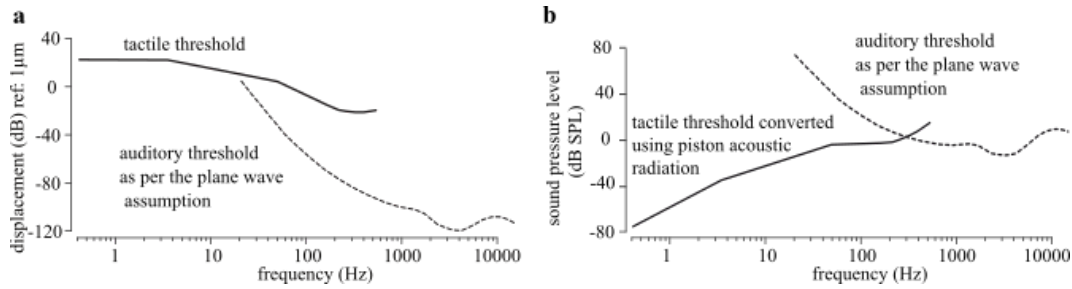 a
40
0
-40
-80
-120
displacement (dB) ref: 1μm
tactile threshold
auditory threshold
as per the plane wave
assumption
1
10
100
1000
10000
frequency (Hz)
b
80
40
0
-40
-80
sound pressure level
(dB SPL)
auditory threshold
as per the plane wave
assumption
tactile threshold converted
using piston acoustic
radiation
1
10
100
1000
10000
frequency (Hz)